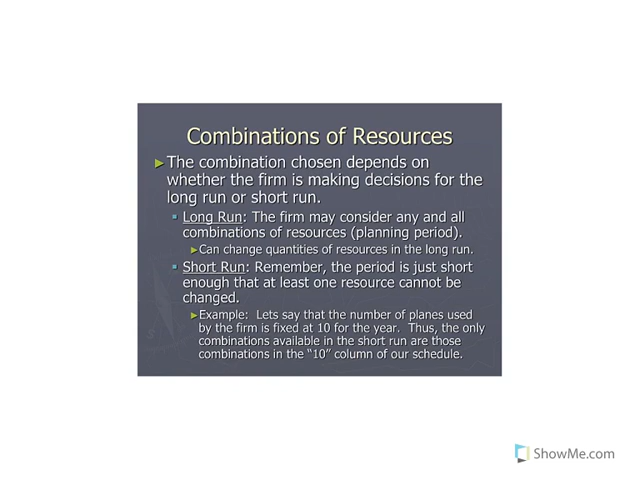 Combinations of Resources
►The combination chosen depends on
whether the firm is making decisions for the
long run or short run.
▪ Long Run: The firm may consider any and all
combinations of resources (planning period).
►Can change quantities of resources in the long run.
▪ Short Run: Remember, the period is just short
enough that at least one resource cannot be
changed.
►Example:  Lets say that the number of planes used
by the firm is fixed at 10 for the year.  Thus, the only
combinations available in the short run are those
combinations in the “10” column of our schedule.
ShowMe.com